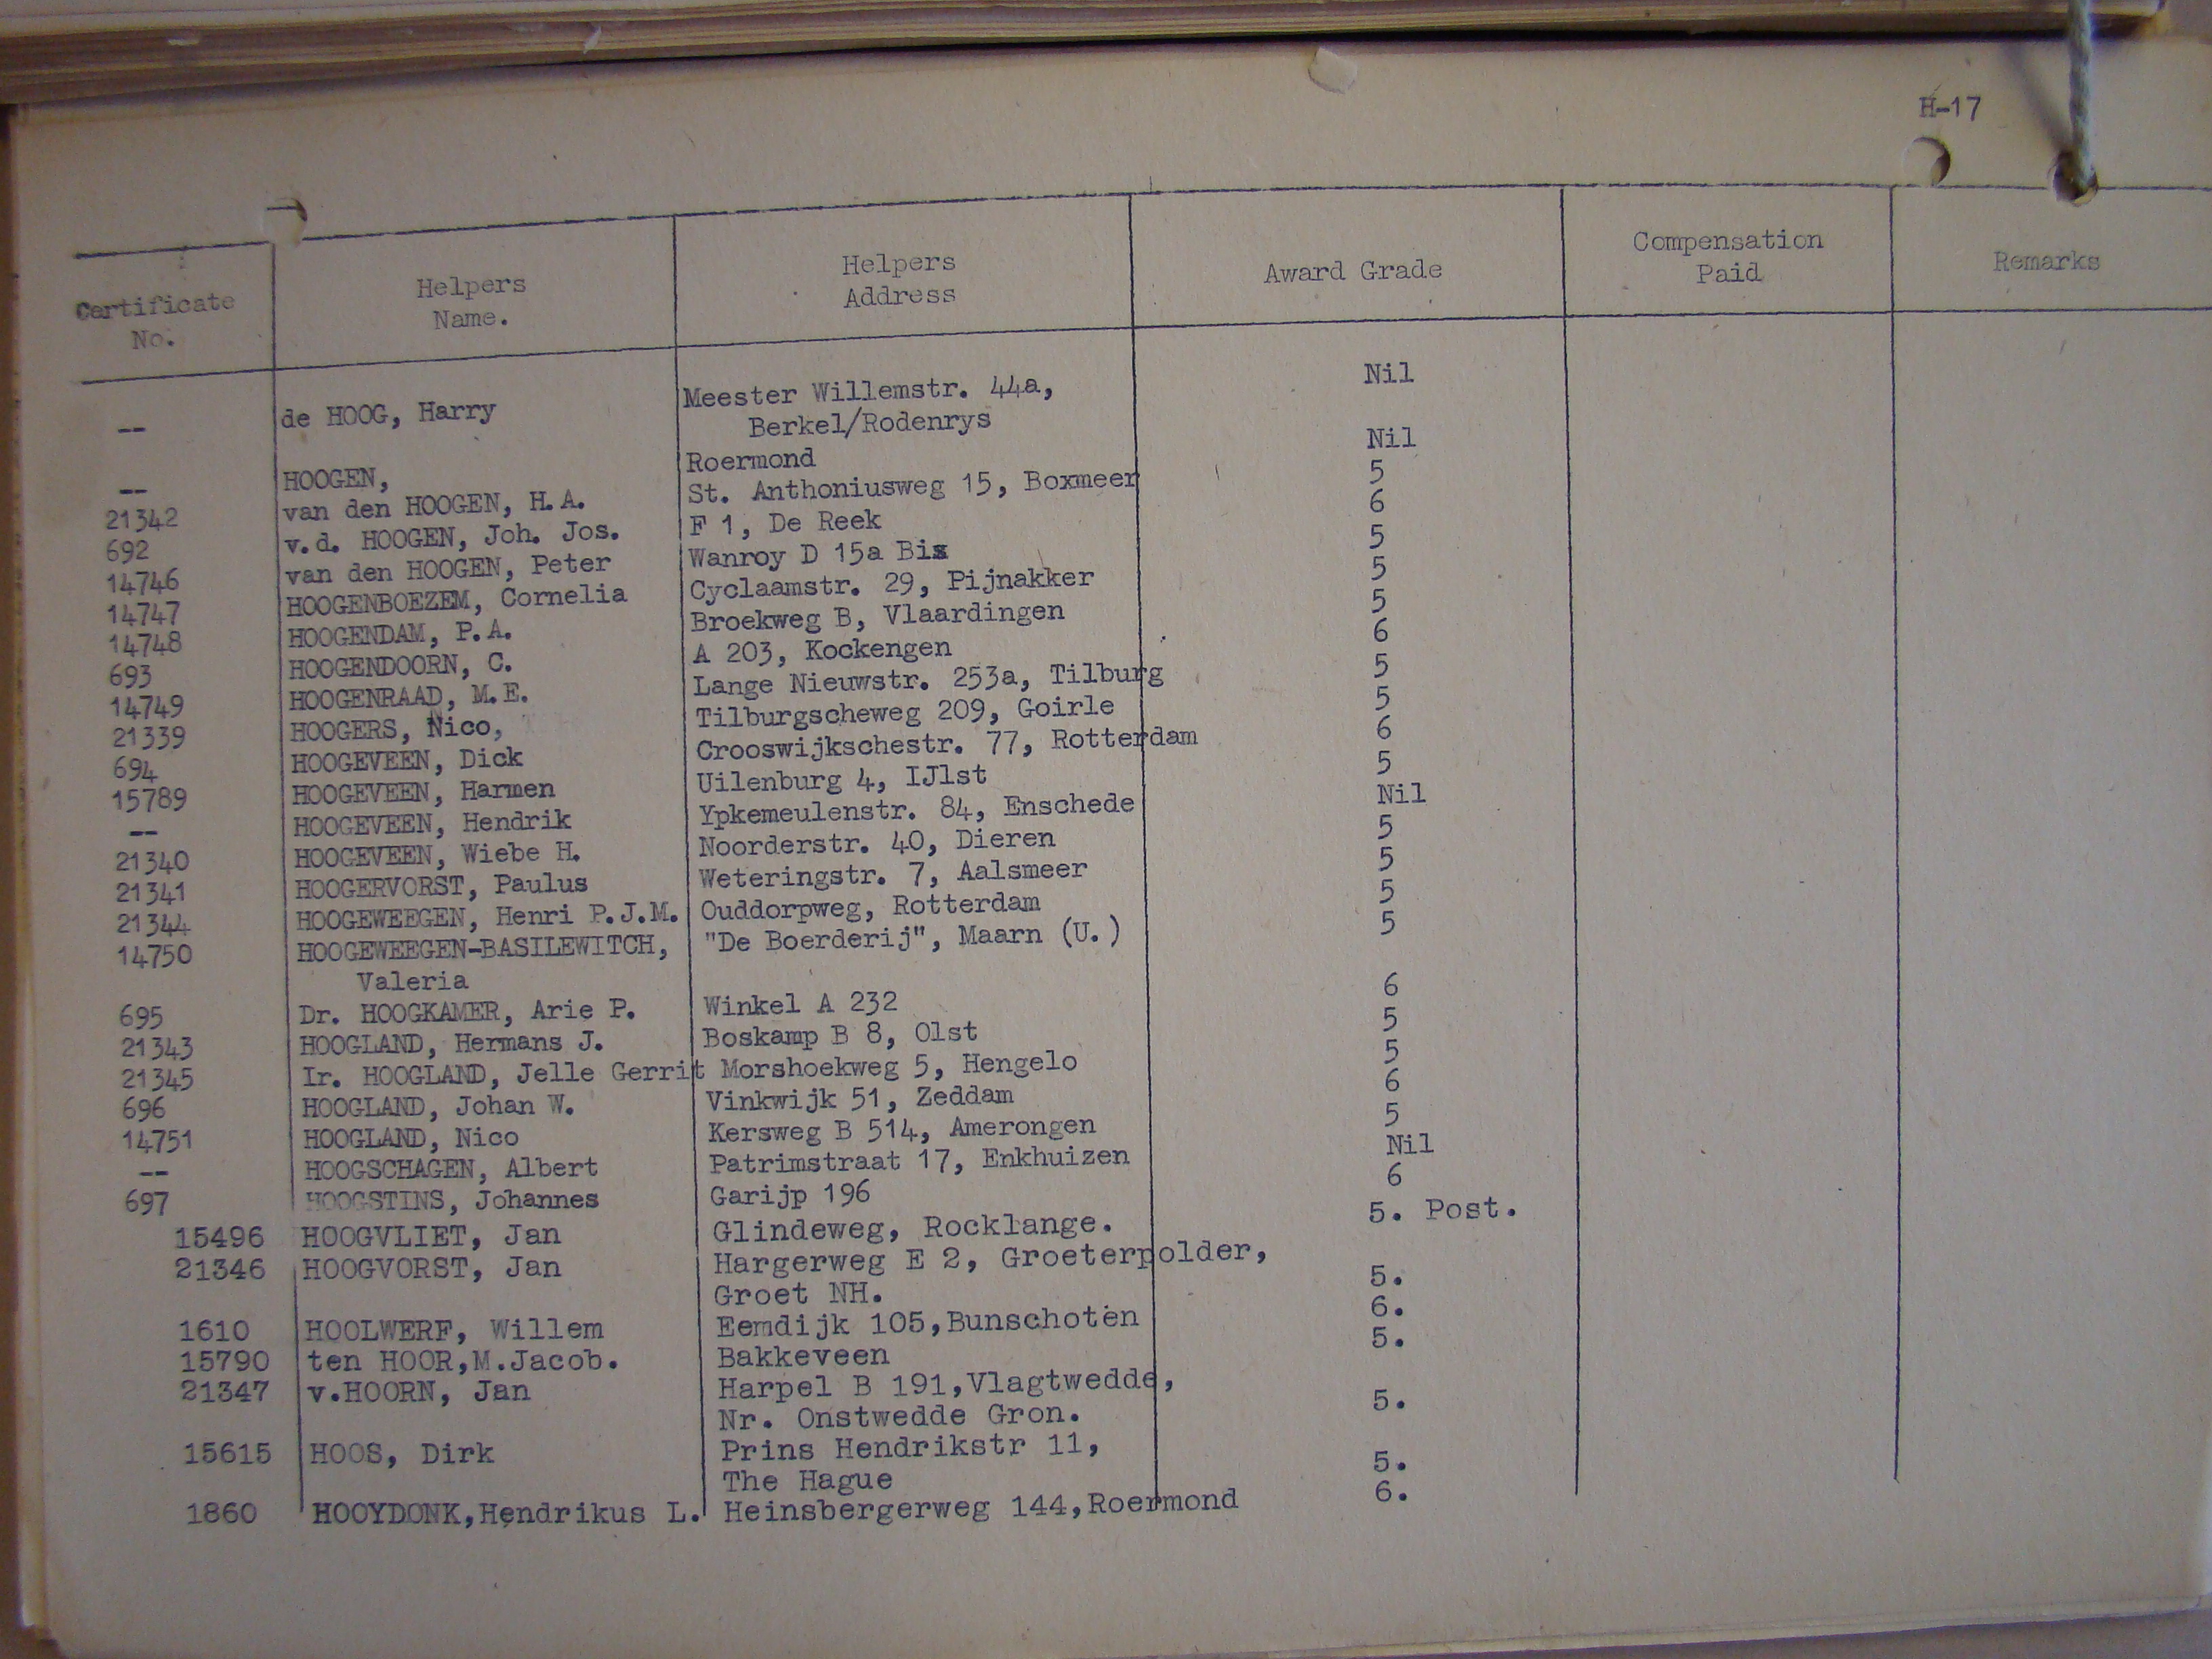 H-17
Certificate No. Helpers Name. Helpers Address Award Grade Compensation Paid Remarks
-- de HOOG, Harry Meester Willemstr. 44a, Nil
Berkel/Rodenrys
-- HOOGEN, Roermond Nil
21342 van den HOOGEN, H.A. St. Anthoniusweg 15, Boxmeer 5
692 v.d. HOOGEN, Joh. Jos. F 1, De Reek 6
14746 van den HOOGEN, Peter Wanroy D 15a Bis 5
14747 HOOGENBOEZEM, Cornelia Cyclaamstr. 29, Pijnakker 5
14748 HOOGENDAM, P.A. Broekweg B, Vlaardingen 5
693 HOOGENDOORN, C. A 203, Kockengen 6
14749 HOOGENRAAD, M.E. Lange Nieuwstr. 253a, Tilburg 5
21339 HOOGERS, Nico, Tilburgscheweg 209, Goirle 5
694 HOOGEVEEN, Dick Crooswijkschestr. 77, Rotterdam 6
15789 HOOGEVEEN, Harmen Uilenburg 4, IJlst 5
-- HOOGEVEEN, Hendrik Ypkemeulenstr. 84, Enschede Nil
21340 HOOGEVEEN, Wiebe H. Noorderstr. 40, Dieren 5
21341 HOOGERVORST, Paulus Weteringstr. 7, Aalsmeer 5
21344 HOOGEWEEGEN, Henri P.J.M. Ouddorpweg, Rotterdam 5
14750 HOOGEWEEGEN-BASILEWITCH, "De Boerderij", Maarn (U.) 5
Valeria
695 Dr. HOOGKAMER, Arie P. Winkel A 232 6
21343 HOOGLAND, Hermans J. Boskamp B 8, Olst 5
21345 Ir. HOOGLAND, Jelle Gerrit Morshoekweg 5, Hengelo 5
696 HOOGLAND, Johan W. Vinkwijk 51, Zeddam 6
14751 HOOGLAND, Nico Kersweg B 514, Amerongen 5
-- HOOGSCHAGEN, Albert Patrimstraat 17, Enkhuizen Nil
697 HOOGSTINS, Johannes Garijp 196 6
15496 HOOGVLIET, Jan Glindeweg, Rocklange. 5. Post.
21346 HOOGVORST, Jan Hargerweg E 2, Groeterpolder,
Groet NH. 5.
1610 HOOLWERF, Willem Eemdijk 105,Bunschoten 6.
15790 ten HOOR,M.Jacob. Bakkeveen 5.
21347 v.HOORN, Jan Harpel B 191,Vlagtwedde,
Nr. Onstwedde Gron. 5.
15615 HOOS, Dirk Prins Hendrikstr 11,
The Hague 5.
1860 HOOYDONK,Hendrikus L. Heinsbergerweg 144,Roermond 6.